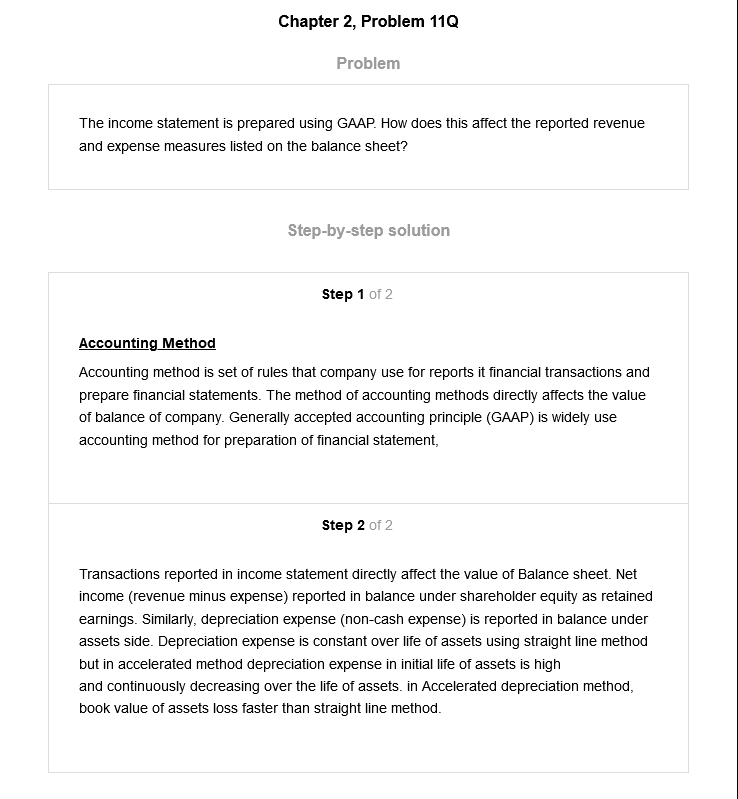 Chapter 2, Problem 11Q
Problem
The income statement is prepared using GAAP. How does this affect the reported revenue
and expense measures listed on the balance sheet?
Step-by-step solution
Step 1 of 2
Accounting Method
Accounting method is set of rules that company use for reports it financial transactions and
prepare financial statements. The method of accounting methods directly affects the value
of balance of company. Generally accepted accounting principle (GAAP) is widely use
accounting method for preparation of financial statement,
Step 2 of 2
Transactions reported in income statement directly affect the value of Balance sheet. Net
income (revenue minus expense) reported in balance under shareholder equity as retained
earnings. Similarly, depreciation expense (non-cash expense) is reported in balance under
assets side. Depreciation expense is constant over life of assets using straight line method
but in accelerated method depreciation expense in initial life of assets is high
and continuously decreasing over the life of assets. in Accelerated depreciation method,
book value of assets loss faster than straight line method.